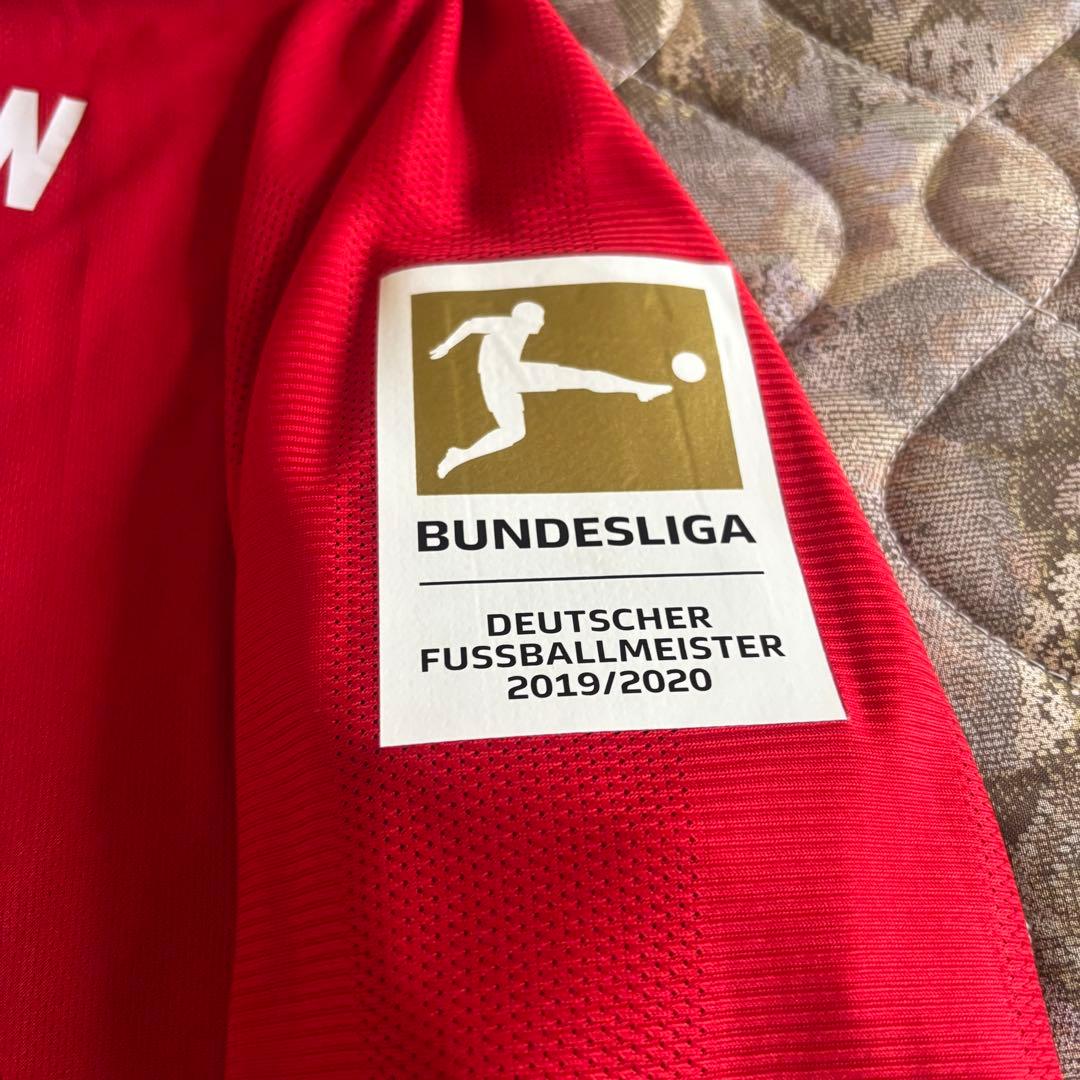 W
BUNDESLIGA
DEUTSCHER
FUSSBALLMEISTER
2019/2020